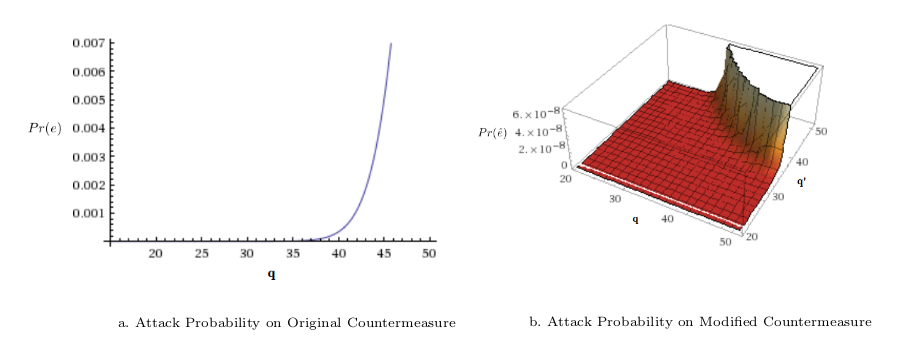 0.007
0.006
0.005
Pr(e) 0.004
0.003
0.002
0.001
20 25 30 35 40 45 50
q
a. Attack Probability on Original Countermeasure
6.×10⁻⁸
Pr(ê) 4.×10⁻⁸
2.×10⁻⁸
0
20
30
q
40
50
20
30
q'
40
50
b. Attack Probability on Modified Countermeasure